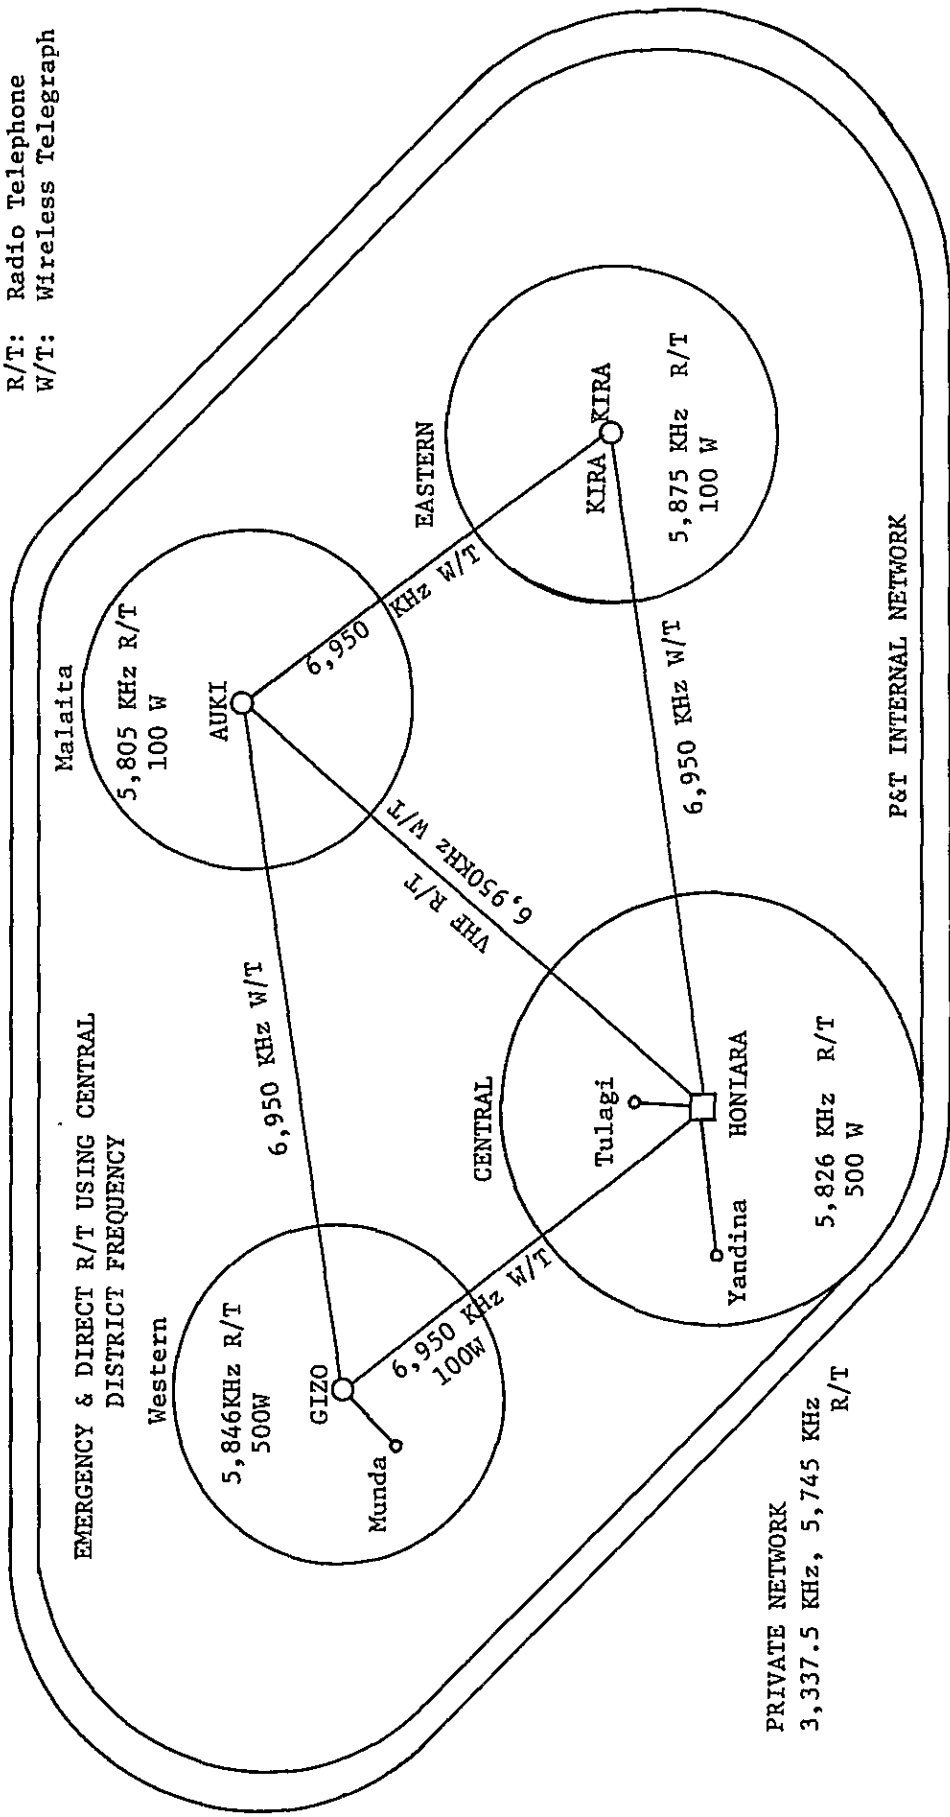 R/T: Radio Telephone
W/T: Wireless Telegraph
EMERGENCY & DIRECT R/T USING CENTRAL
DISTRICT FREQUENCY
Western
5,846KHz R/T
500W
GIZO
Munda
6,950 KHz W/T
Malaita
5,805 KHz R/T
100 W
AUKI
6,950 KHz W/T
VHF R/T
6,950KHz W/T
6,950 KHz W/T
100W
EASTERN
KIRA KIRA
5,875 KHz R/T
100 W
CENTRAL
Tulagi
Yandina
HONIARA
5,826 KHz R/T
500 W
6,950 KHz W/T
P&T INTERNAL NETWORK
PRIVATE NETWORK
3,337.5 KHz, 5,745 KHz
R/T